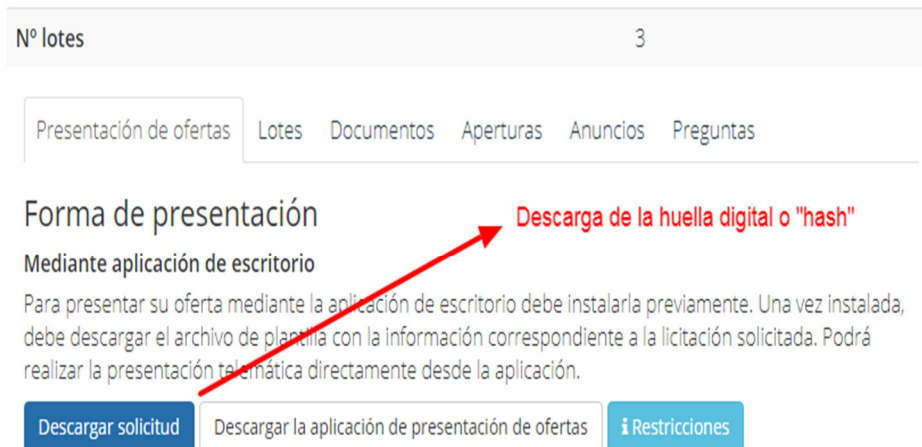 Nº lotes 3
Presentación de ofertas Lotes Documentos Aperturas Anuncios Preguntas
Forma de presentación
Descarga de la huella digital o "hash"
Mediante aplicación de escritorio
Para presentar su oferta mediante la aplicación de escritorio debe instalarla previamente. Una vez instalada,
debe descargar el archivo de plantilla con la información correspondiente a la licitación solicitada. Podrá
realizar la presentación telemática directamente desde la aplicación.
Descargar solicitud Descargar la aplicación de presentación de ofertas i Restricciones